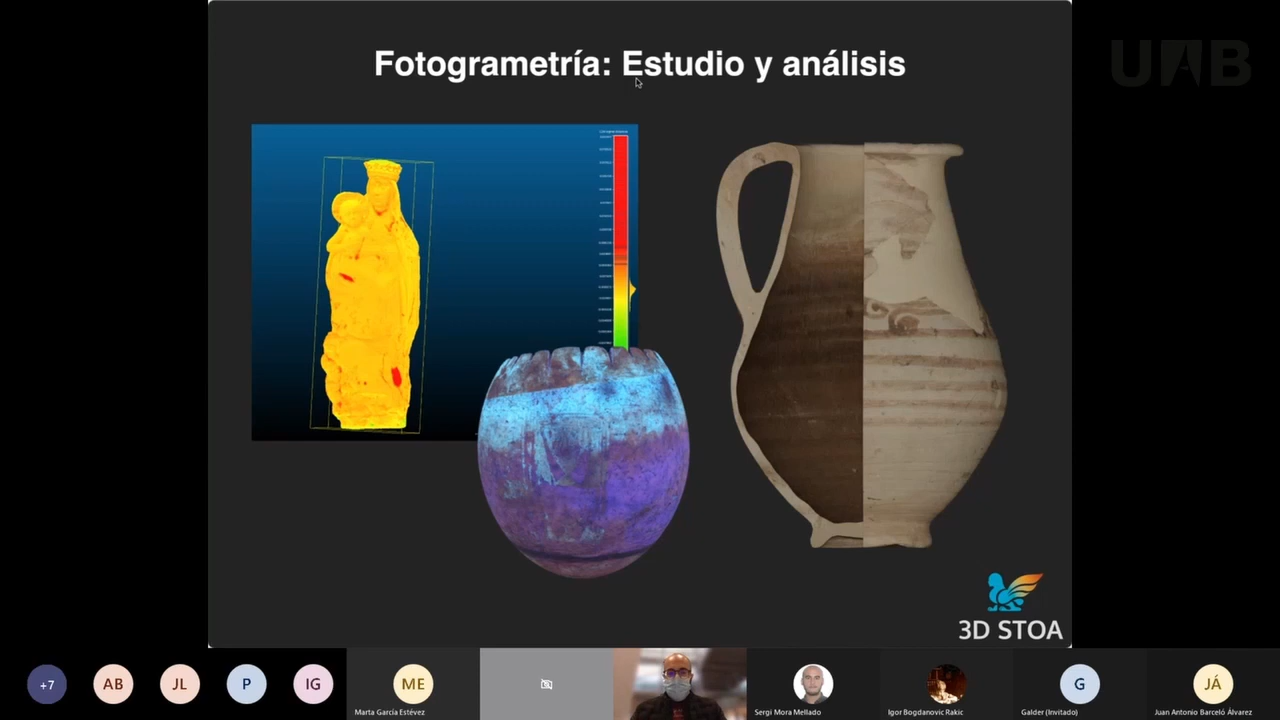 Fotogrametría: Estudio y análisis
UAB
3D STOA
+7
AB
JL
P
IG
ME
G
JÁ
Marta García Estévez
Sergi Mora Mellado
Igor Bogdanovic Rakic
Galder (Invitado)
Juan Antonio Barceló Álvarez